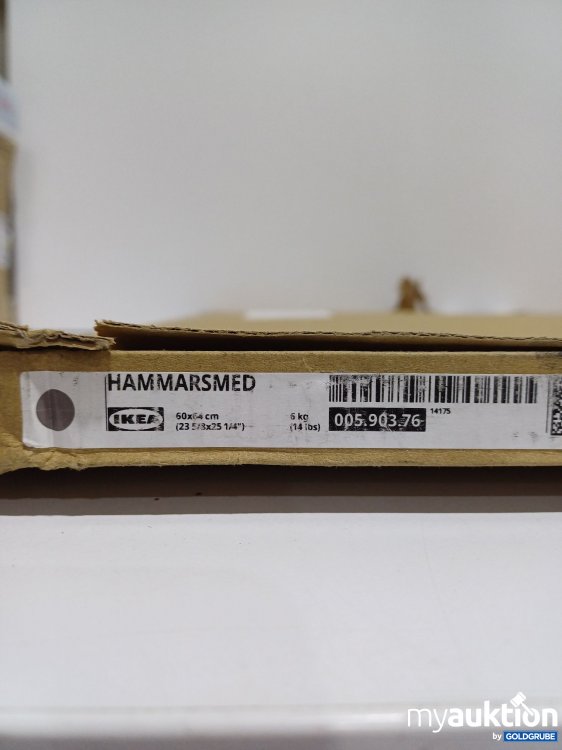 HAMMARSMED
IKEA 60x64 cm 6 kg 005.903.76 14175
(23 5/8x25 1/4") (14 lbs)
myauktion
by GOLDGRUBE